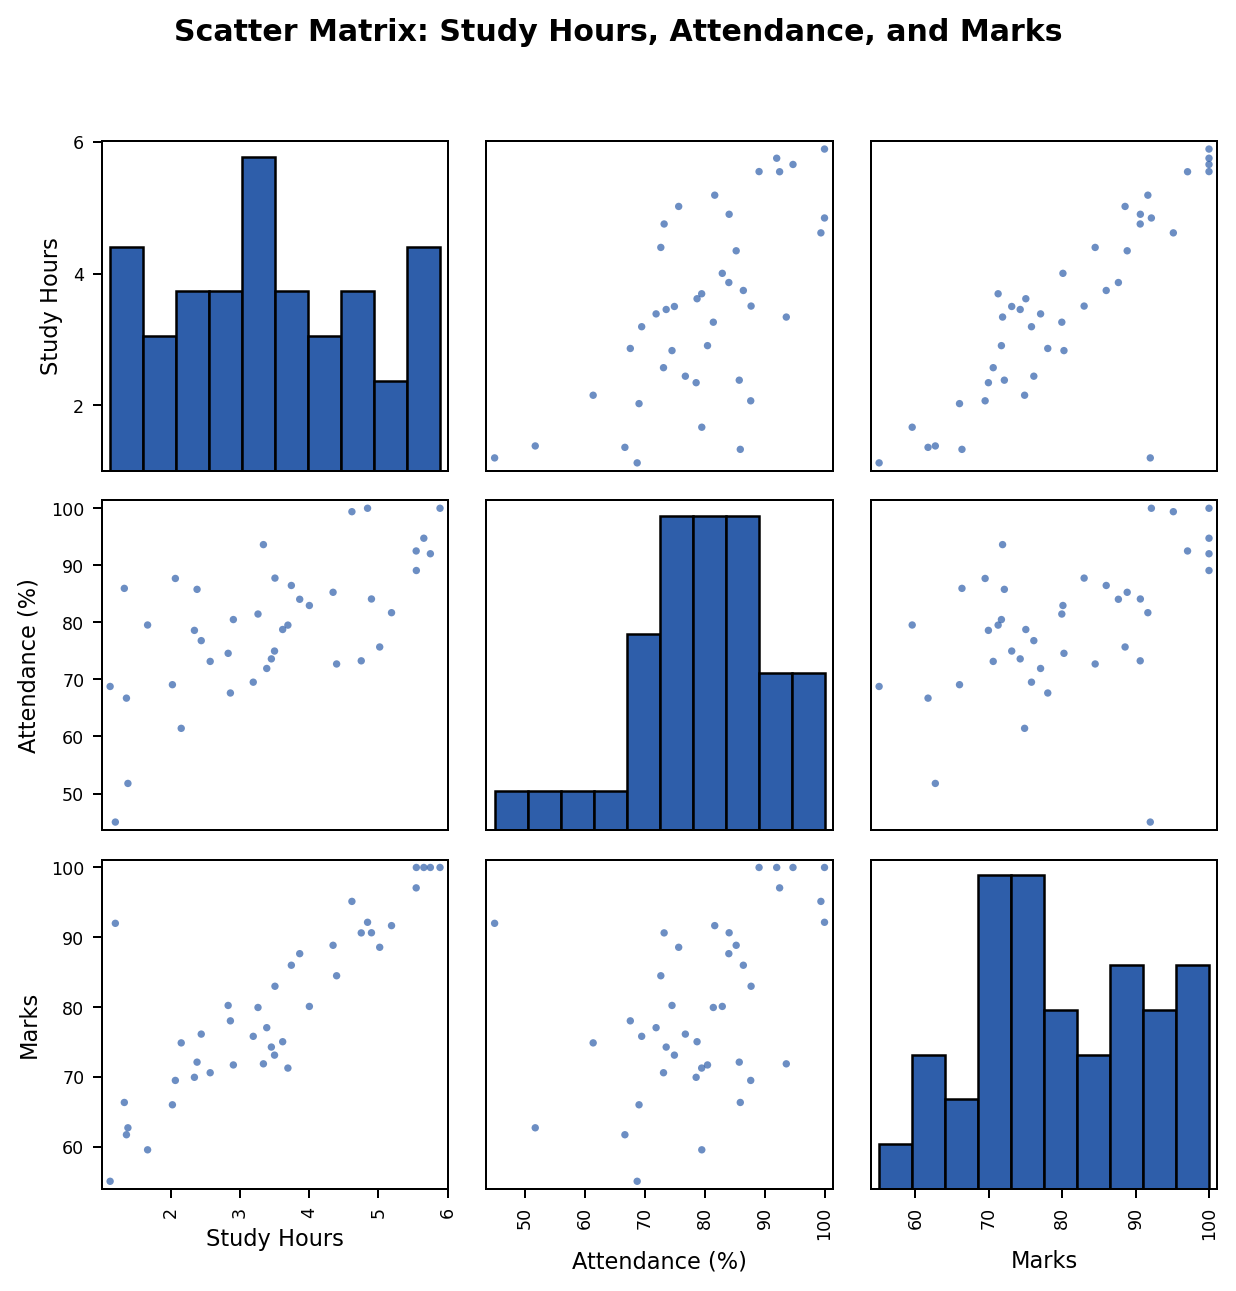 Scatter Matrix: Study Hours, Attendance, and Marks
6
4
2
Study Hours
100
90
80
70
60
50
Attendance (%)
100
90
80
70
60
Marks
2 3 4 5 6
Study Hours
50 60 70 80 90 100
Attendance (%)
60 70 80 90 100
Marks